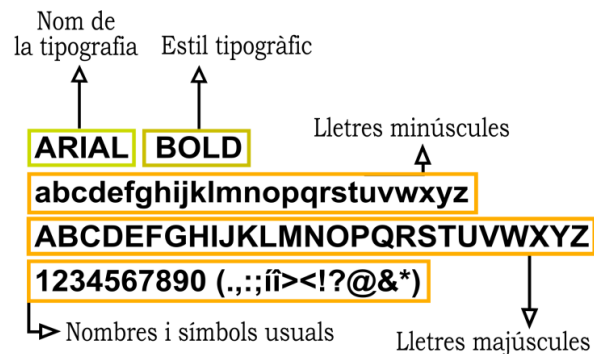 Nom de
la tipografia
Estil tipogràfic
ARIAL BOLD
Lletres minúscules
abcdefghijklmnopqrstuvwxyz
ABCDEFGHIJKLMNOPQRSTUVWXYZ
1234567890 (.,:;íî><!?@&*)
Nombres i símbols usuals
Lletres majúscules